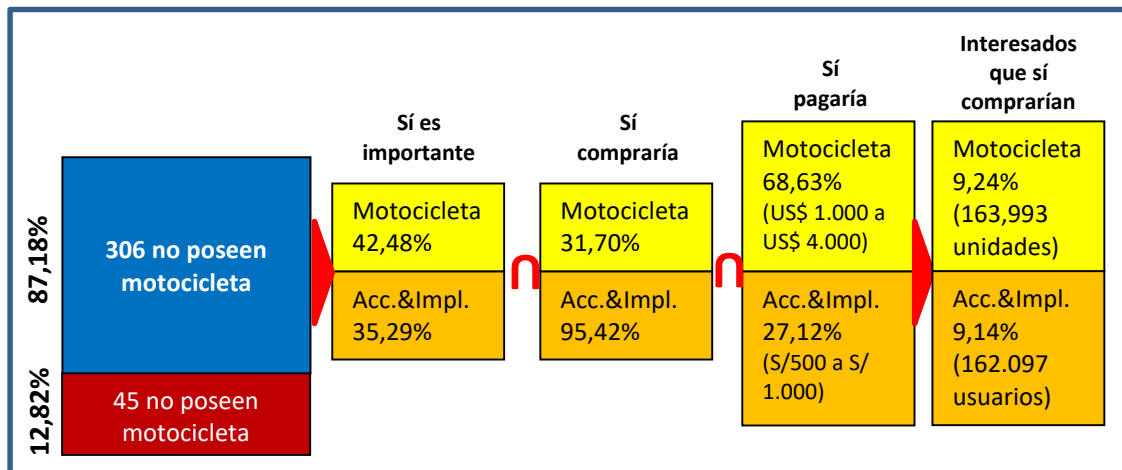 87,18%
12,82%
306 no poseen
motocicleta
45 no poseen
motocicleta
Sí es
importante
Motocicleta
42,48%
Acc.&Impl.
35,29%
∩
Sí
compraría
Motocicleta
31,70%
Acc.&Impl.
95,42%
∩
Sí
pagaría
Motocicleta
68,63%
(US$ 1.000 a
US$ 4.000)
Acc.&Impl.
27,12%
(S/500 a S/
1.000)
Interesados
que sí
comprarían
Motocicleta
9,24%
(163,993
unidades)
Acc.&Impl.
9,14%
(162.097
usuarios)